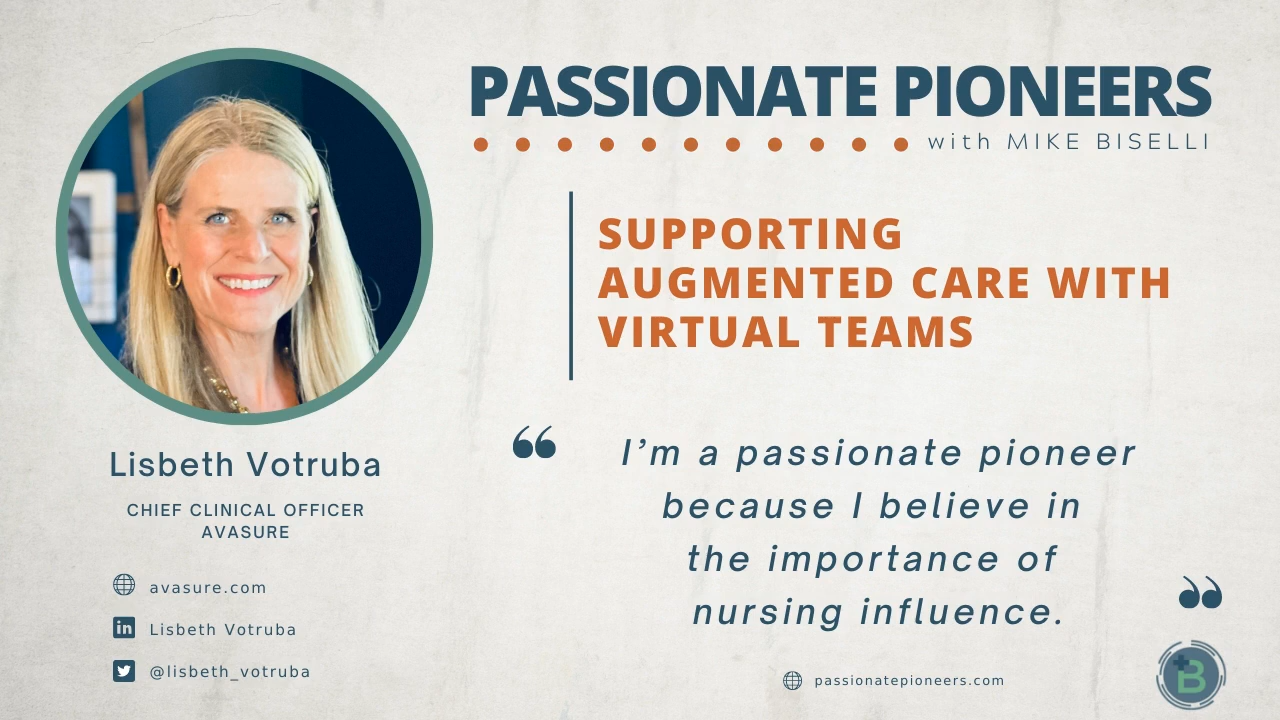 PASSIONATE PIONEERS
with MIKE BISELLI
SUPPORTING
AUGMENTED CARE WITH
VIRTUAL TEAMS
“ I’m a passionate pioneer
because I believe in
the importance of
nursing influence. ”
Lisbeth Votruba
CHIEF CLINICAL OFFICER
AVASURE
avasure.com
in Lisbeth Votruba
@lisbeth_votruba
passionatepioneers.com
B